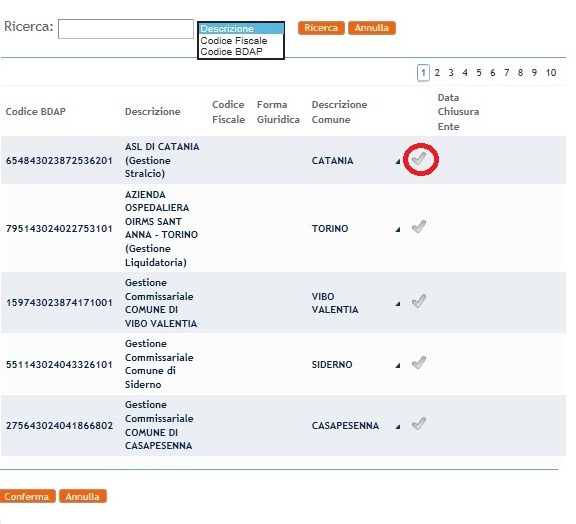 Ricerca:
Descrizione
Codice Fiscale
Codice BDAP
Ricerca Annulla
1 2 3 4 5 6 7 8 9 10
Codice BDAP
Descrizione
Codice
Fiscale
Forma
Giuridica
Descrizione
Comune
Data
Chiusura
Ente
654843023872536201
ASL DI CATANIA
(Gestione
Stralcio)
CATANIA
795143024022753101
AZIENDA
OSPEDALIERA
OIRMS SANT
ANNA - TORINO
(Gestione
Liquidatoria)
TORINO
159743023874171001
Gestione
Commissariale
COMUNE DI
VIBO VALENTIA
VIBO
VALENTIA
551143024043326101
Gestione
Commissariale
Comune di
Siderno
SIDERNO
275643024041866802
Gestione
Commissariale
COMUNE DI
CASAPESENNA
CASAPESENNA
Conferma Annulla